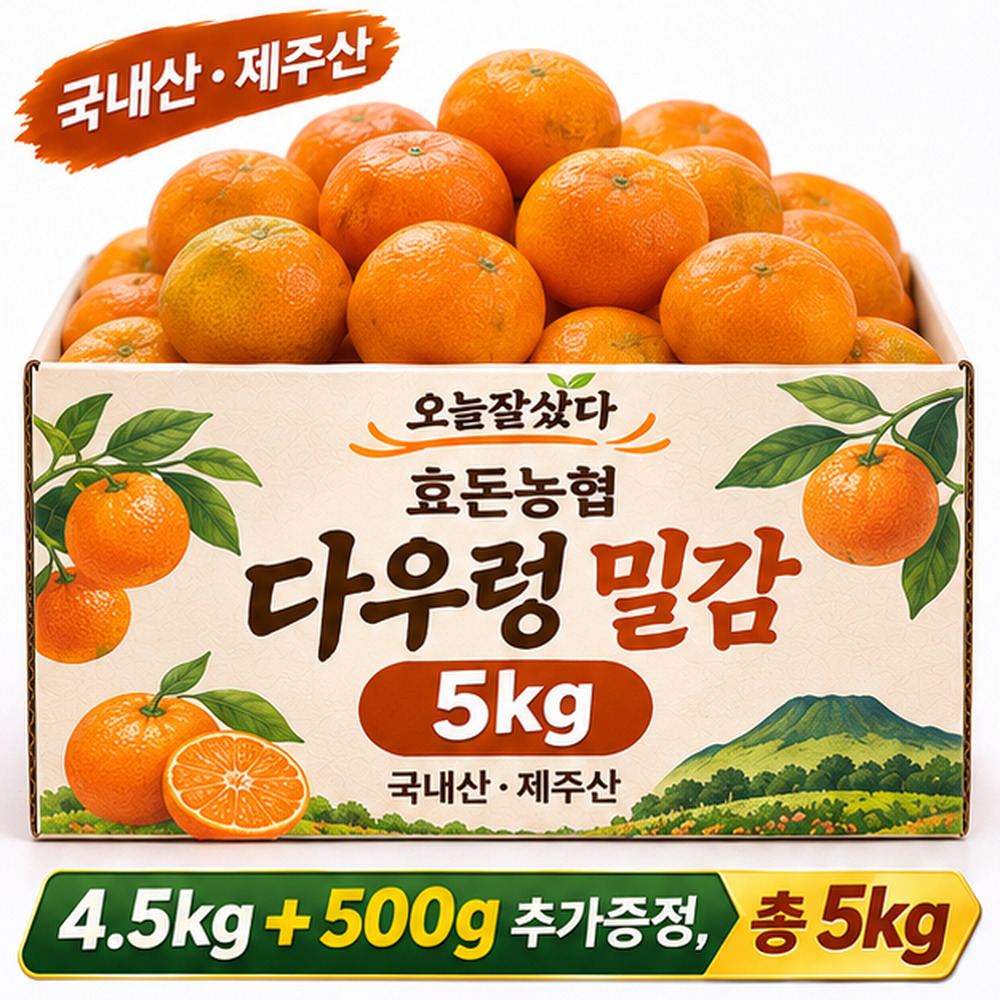 국내산 · 제주산
오늘잘샀다
효돈농협
다우렁 밀감
5kg
국내산 · 제주산
4.5kg + 500g 추가증정, 총 5kg